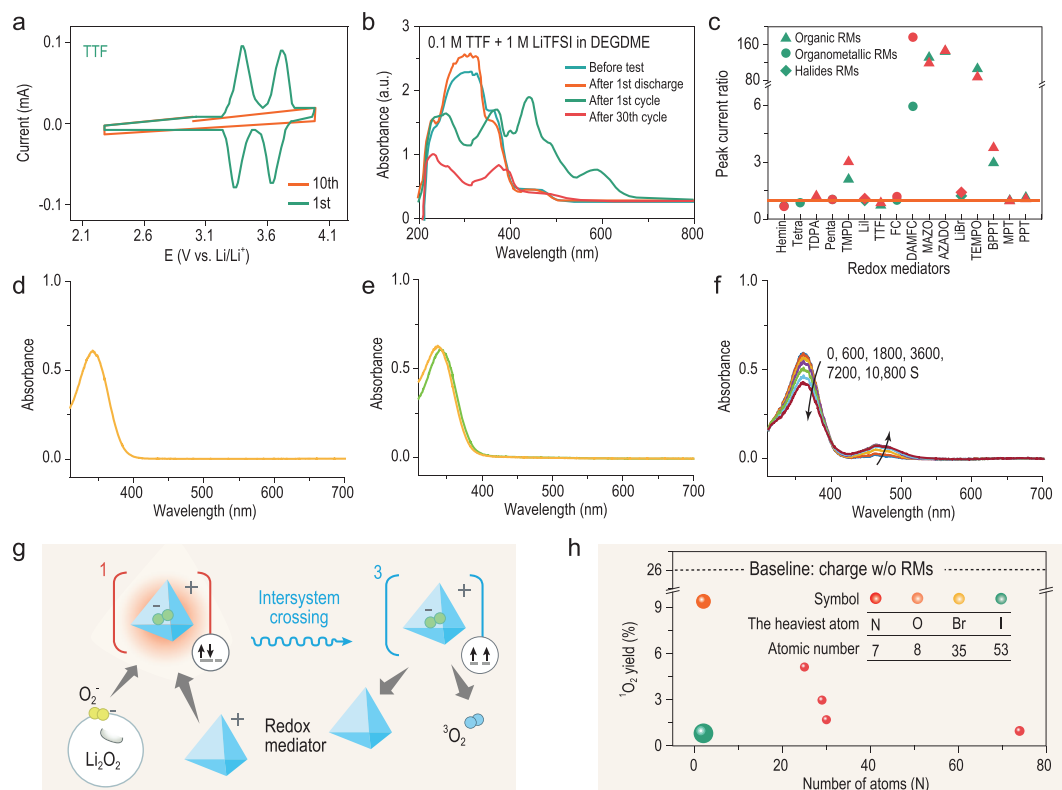 a
TTF
0.1
0.0
-0.1
Current (mA)
10th
1st
2.1
2.6
3.1
3.6
4.1
E (V vs. Li/Li⁺)
b
0.1 M TTF + 1 M LiTFSI in DEGDME
Before test
After 1st discharge
After 1st cycle
After 30th cycle
3
2
1
0
Absorbance (a.u.)
200
300
400
500
600
700
800
Wavelength (nm)
c
Organic RMs
Organometallic RMs
Halides RMs
160
80
6
3
0
Peak current ratio
Hemin
Tetra
TDPA
Penta
TMPD
LiI
TTF
FC
DAMFC
MAZO
AZADO
LiBr
TEMPO
BPPT
MPT
PPT
Redox mediators
d
1.0
0.5
0.0
Absorbance
400
500
600
700
Wavelength (nm)
e
1.0
0.5
0.0
Absorbance
400
500
600
700
Wavelength (nm)
f
0, 600, 1800, 3600,
7200, 10,800 S
1.0
0.5
0.0
Absorbance
400
500
600
700
Wavelength (nm)
g
1
+
-
Intersystem
crossing
3
+
-
O₂⁻
-
Li₂O₂
+
Redox
mediator
³O₂
h
Baseline: charge w/o RMs
26
9
6
3
0
¹O₂ yield (%)
Symbol
The heaviest atom N O Br I
Atomic number 7 8 35 53
0
20
40
60
80
Number of atoms (N)